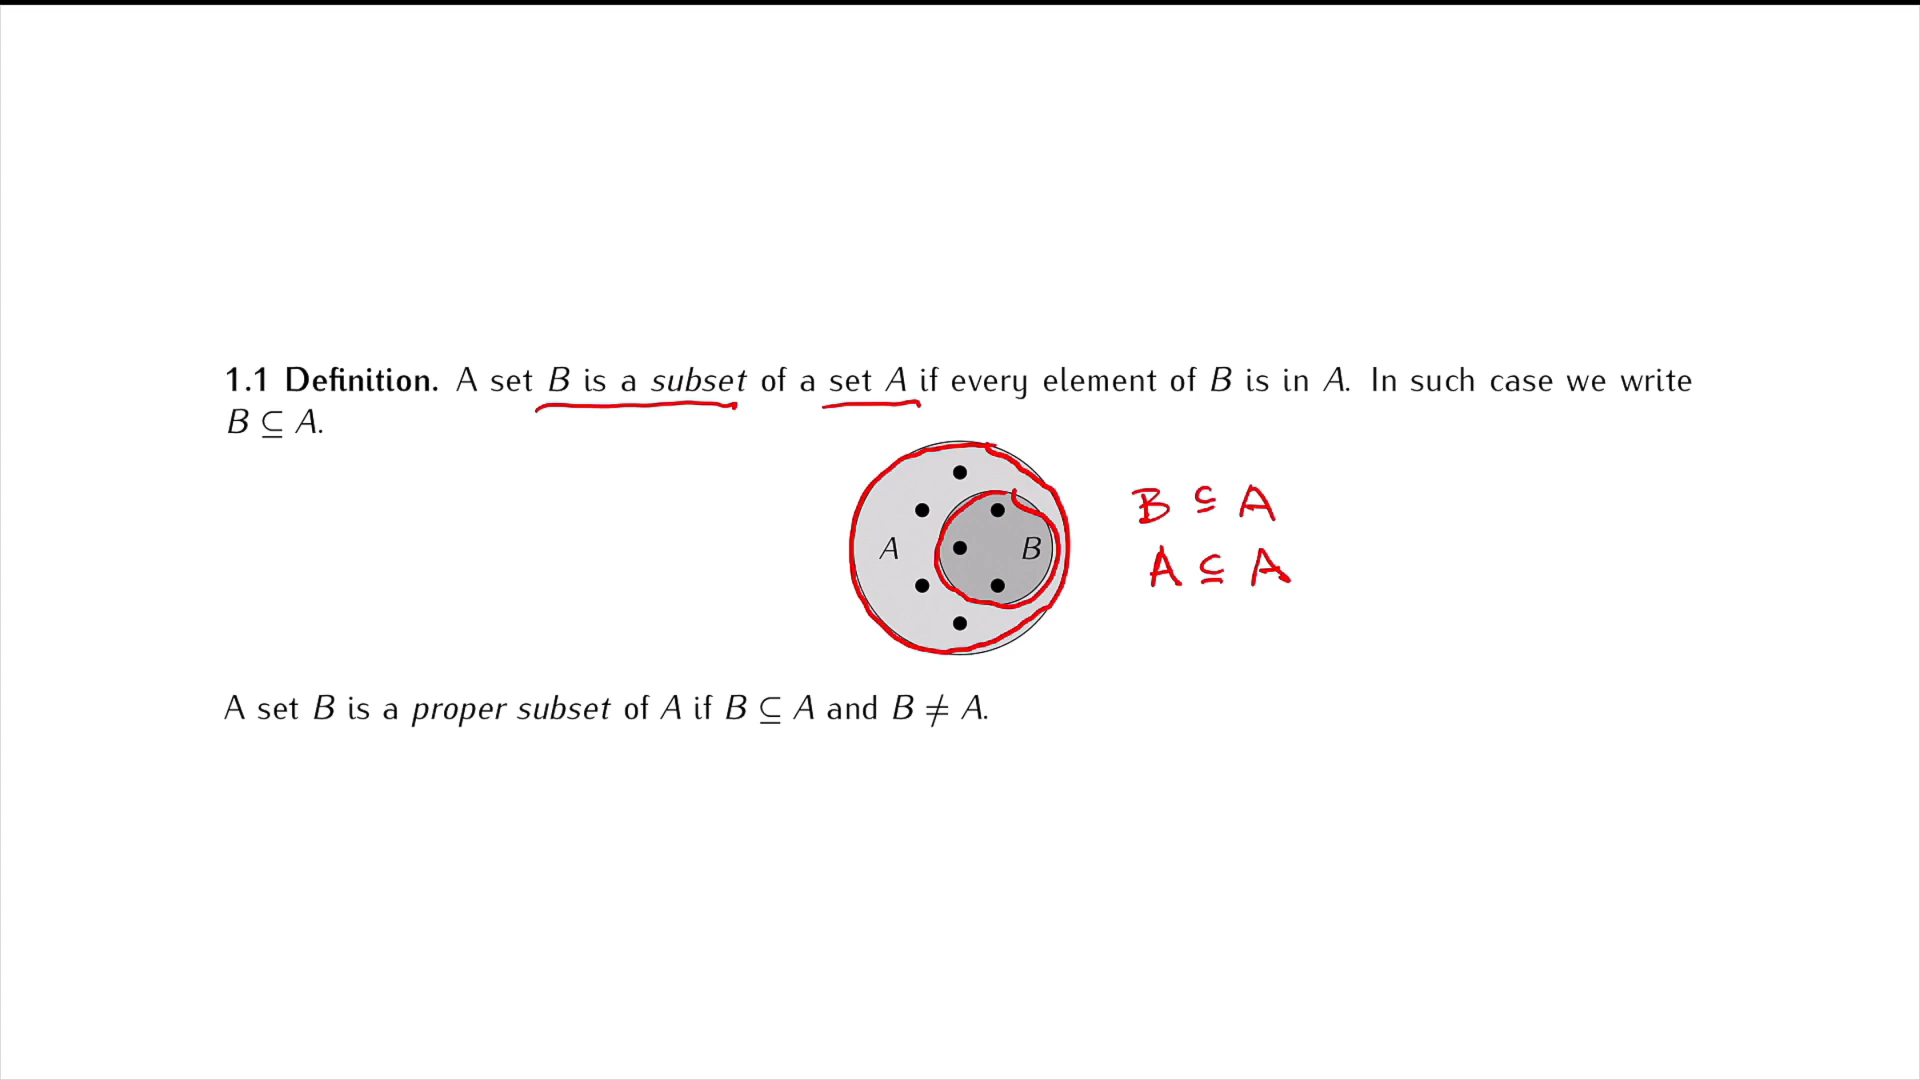 1.1 Definition. A set B is a subset of a set A if every element of B is in A. In such case we write
B ⊆ A.
A B
B ⊆ A
A ⊆ A
A set B is a proper subset of A if B ⊆ A and B ≠ A.